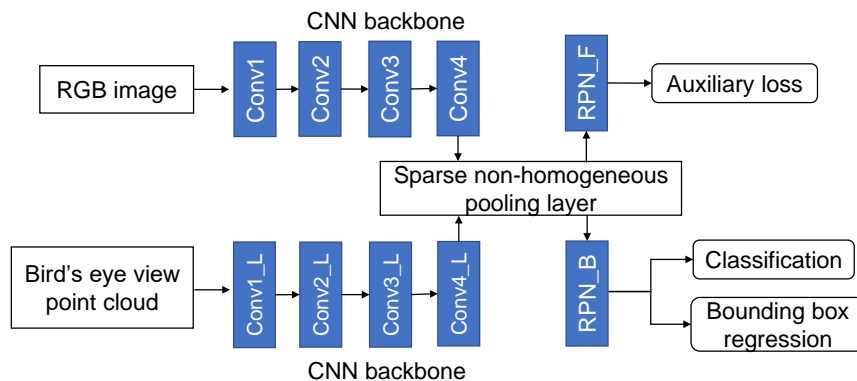 CNN backbone
RGB image
Conv1
Conv2
Conv3
Conv4
RPN_F
Auxiliary loss
Sparse non-homogeneous
pooling layer
Bird's eye view
point cloud
Conv1_L
Conv2_L
Conv3_L
Conv4_L
RPN_B
Classification
Bounding box
regression
CNN backbone